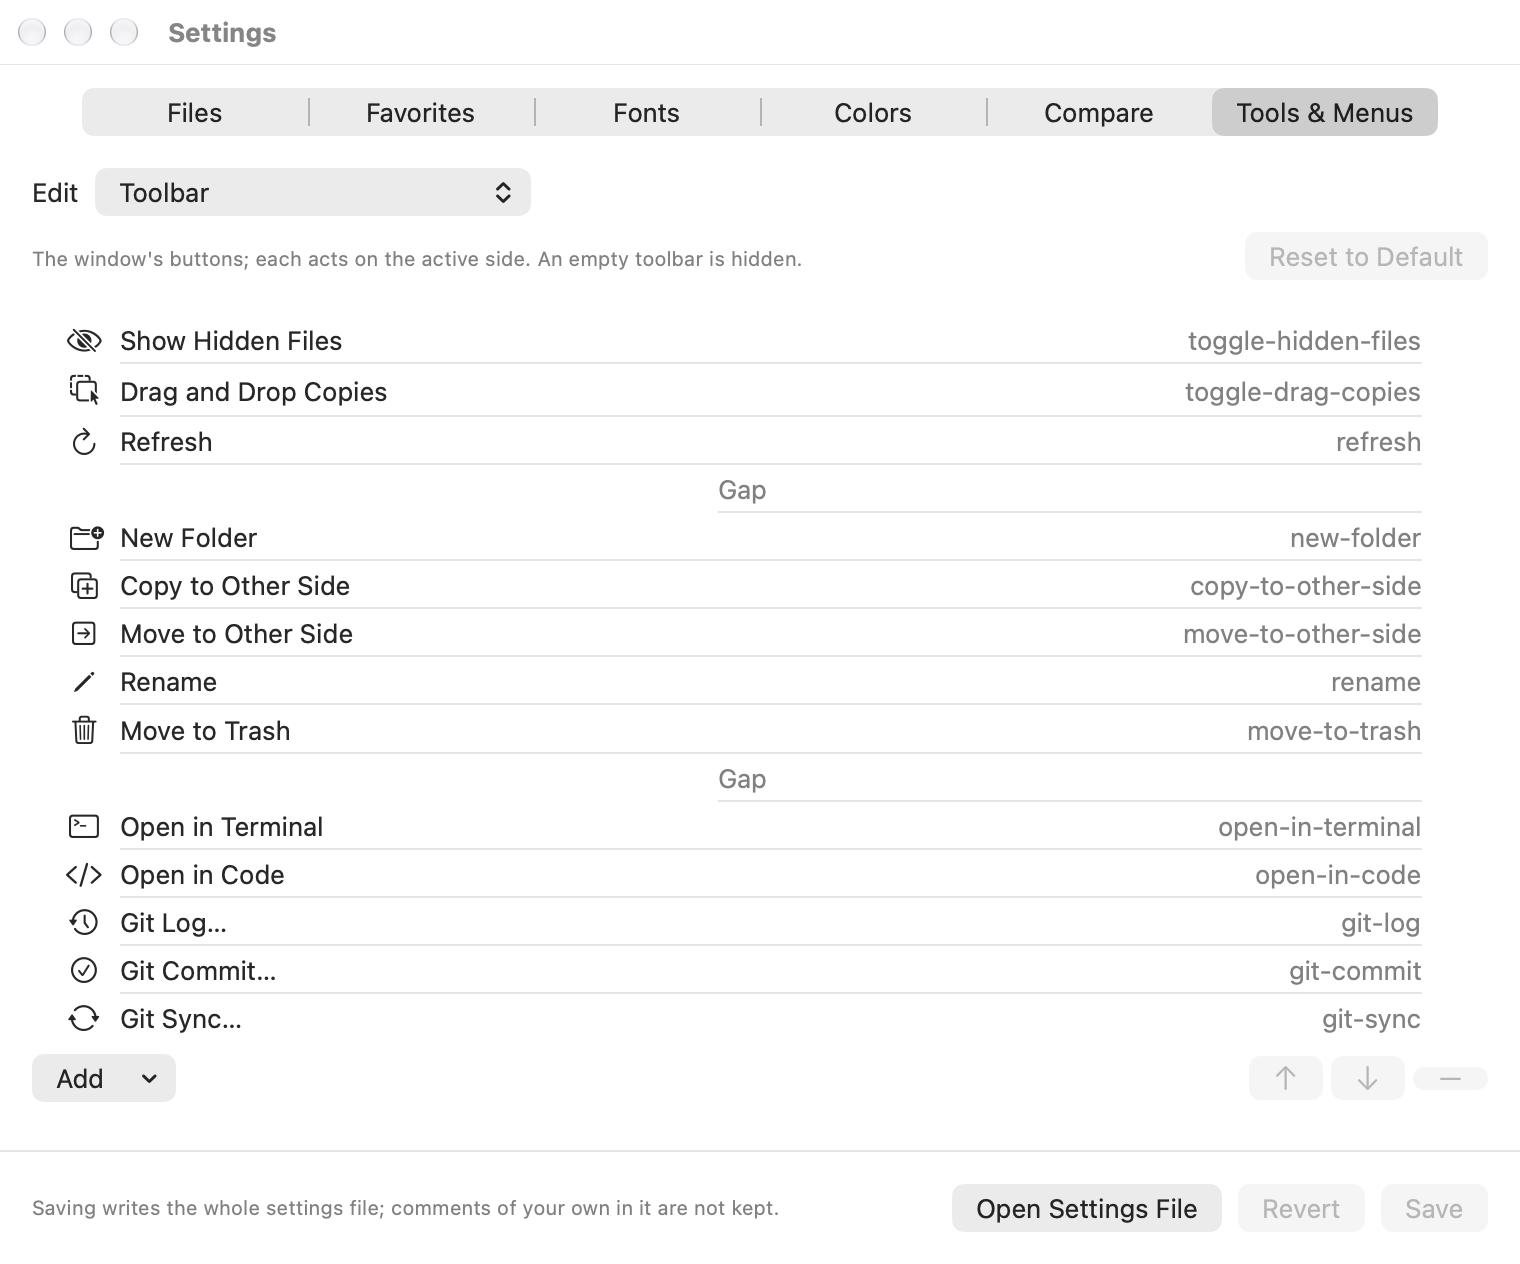 Settings
Files Favorites Fonts Colors Compare Tools & Menus
Edit Toolbar
The window's buttons; each acts on the active side. An empty toolbar is hidden. Reset to Default
Show Hidden Files toggle-hidden-files
Drag and Drop Copies toggle-drag-copies
Refresh refresh
Gap
New Folder new-folder
Copy to Other Side copy-to-other-side
Move to Other Side move-to-other-side
Rename rename
Move to Trash move-to-trash
Gap
Open in Terminal open-in-terminal
Open in Code open-in-code
Git Log... git-log
Git Commit... git-commit
Git Sync... git-sync
Add
Saving writes the whole settings file; comments of your own in it are not kept. Open Settings File Revert Save